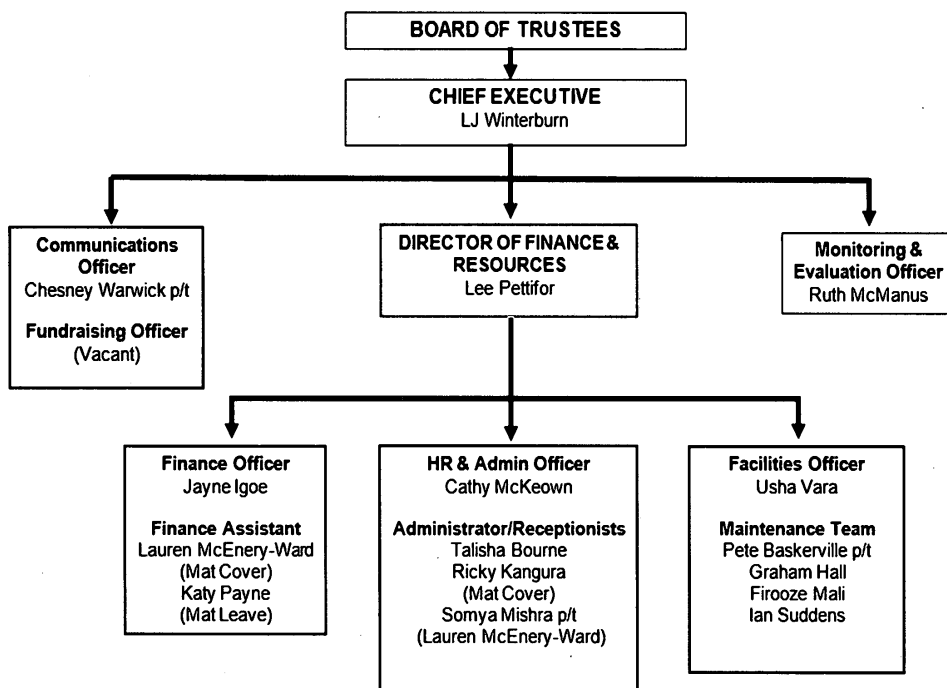 BOARD OF TRUSTEES
CHIEF EXECUTIVE
LJ Winterburn
Communications
Officer
Chesney Warwick p/t
Fundraising Officer
(Vacant)
DIRECTOR OF FINANCE &
RESOURCES
Lee Pettifor
Monitoring &
Evaluation Officer
Ruth McManus
Finance Officer
Jayne Igoe
Finance Assistant
Lauren McEnery-Ward
(Mat Cover)
Katy Payne
(Mat Leave)
HR & Admin Officer
Cathy McKeown
Administrator/Receptionists
Talisha Bourne
Ricky Kangura
(Mat Cover)
Somya Mishra p/t
(Lauren McEnery-Ward)
Facilities Officer
Usha Vara
Maintenance Team
Pete Baskerville p/t
Graham Hall
Firooze Mali
Ian Suddens